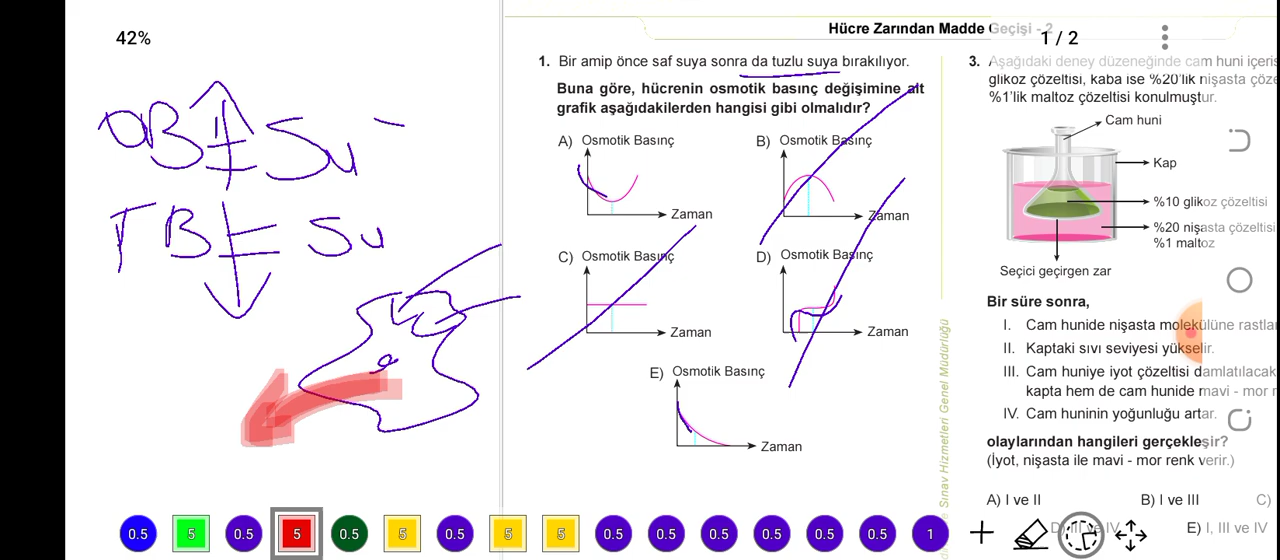 42%
Hücre Zarından Madde Geçişi - 2
1 / 2
OB Su
TB Su
1. Bir amip önce saf suya sonra da tuzlu suya bırakılıyor.
Buna göre, hücrenin osmotik basınç değişimine ait
grafik aşağıdakilerden hangisi gibi olmalıdır?
A) Osmotik Basınç
Zaman
B) Osmotik Basınç
Zaman
C) Osmotik Basınç
Zaman
D) Osmotik Basınç
Zaman
E) Osmotik Basınç
Zaman
Sınav Hizmetleri Genel Müdürlüğü
3. Aşağıdaki deney düzeneğinde cam huni
glikoz çözeltisi, kaba ise %20'lik nişasta
%1'lik maltoz çözeltisi konulmuştur.
Cam huni
Kap
%10 glikoz çözeltisi
%20 nişasta çözeltisi
%1 maltoz
Seçici geçirgen zar
Bir süre sonra,
I. Cam hunide nişasta molekülüne
II. Kaptaki sıvı seviyesi yükselir.
III. Cam huniye iyot çözeltisi damlatılacak
kapta hem de cam hunide mavi - mor
IV. Cam huninin yoğunluğu artar.
olaylarından hangileri gerçekleşir?
(İyot, nişasta ile mavi - mor renk verir.)
A) I ve II
B) I ve III
C)
E) I, III ve IV
0.5 5 0.5 5 0.5 5 0.5 5 5 0.5 0.5 0.5 0.5 0.5 0.5 1